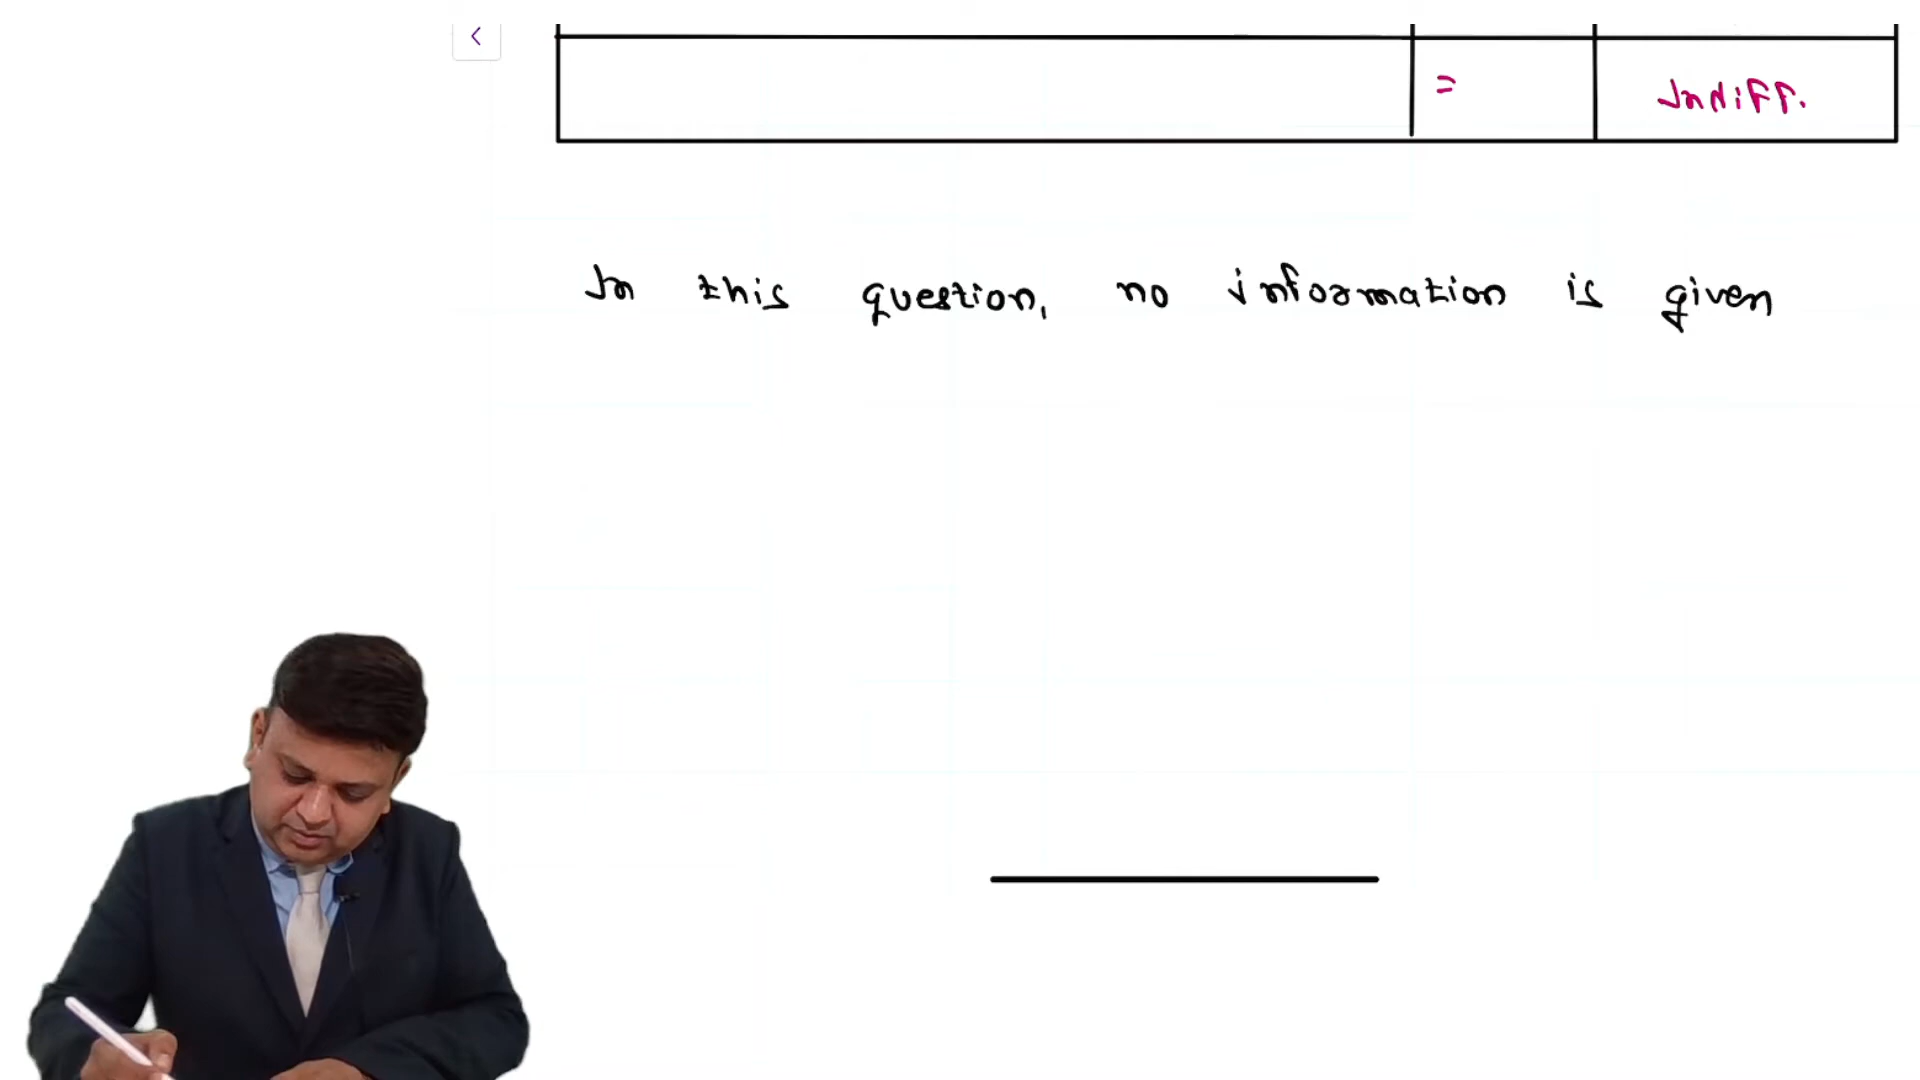 = Indiff.
In this question, no information is given